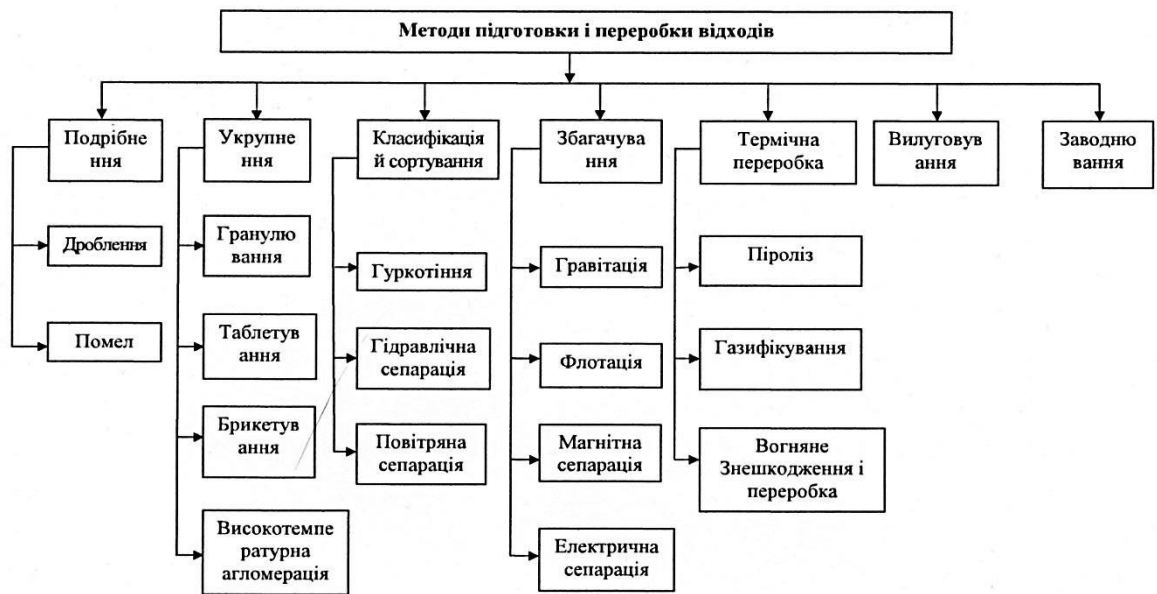 Методи підготовки і переробки відходів
Подрібне
ння
Дроблення
Помел
Укрупне
ння
Гранулю
вання
Таблетув
ання
Брикетув
ання
Високотемпе
ратурна
агломерація
Класифікація
й сортування
Гуркотіння
Гідравлічна
сепарація
Повітряна
сепарація
Збагачува
ння
Гравітація
Флотація
Магнітна
сепарація
Електрична
сепарація
Термічна
переробка
Піроліз
Газифікування
Вогняне
Знешкодження і
переробка
Вилуговув
ання
Заводню
вання